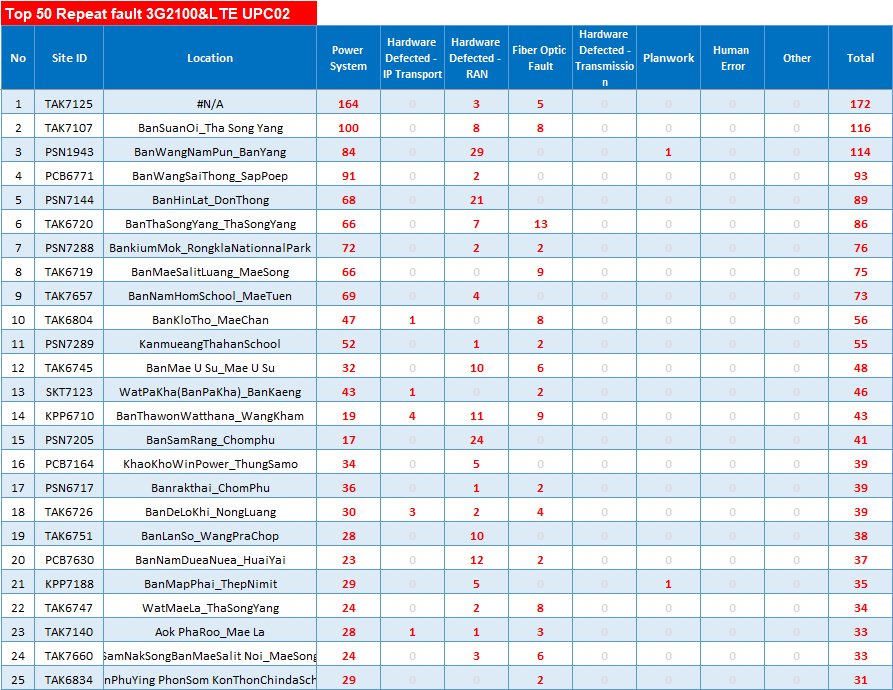 Top 50 Repeat fault 3G2100&LTE UPC02
No Site ID Location Power System Hardware Defected - IP Transport Hardware Defected - RAN Fiber Optic Fault Hardware Defected - Transmission Planwork Human Error Other Total
1 TAK7125 #N/A 164 0 3 5 0 0 0 0 172
2 TAK7107 BanSuanOi_Tha Song Yang 100 0 8 8 0 0 0 0 116
3 PSN1943 BanWangNamPun_BanYang 84 0 29 0 0 1 0 0 114
4 PCB6771 BanWangSaiThong_SapPoep 91 0 2 0 0 0 0 0 93
5 PSN7144 BanHinLat_DonThong 68 0 21 0 0 0 0 0 89
6 TAK6720 BanThaSongYang_ThaSongYang 66 0 7 13 0 0 0 0 86
7 PSN7288 BankiumMok_RongklaNationnalPark 72 0 2 2 0 0 0 0 76
8 TAK6719 BanMaeSalitLuang_MaeSong 66 0 0 9 0 0 0 0 75
9 TAK7657 BanNamHomSchool_MaeTuen 69 0 4 0 0 0 0 0 73
10 TAK6804 BanKloTho_MaeChan 47 1 0 8 0 0 0 0 56
11 PSN7289 KanmueangThahanSchool 52 0 1 2 0 0 0 0 55
12 TAK6745 BanMae U Su_Mae U Su 32 0 10 6 0 0 0 0 48
13 SKT7123 WatPaKha(BanPaKha)_BanKaeng 43 1 0 2 0 0 0 0 46
14 KPP6710 BanThawonWatthana_WangKham 19 4 11 9 0 0 0 0 43
15 PSN7205 BanSamRang_Chomphu 17 0 24 0 0 0 0 0 41
16 PCB7164 KhaoKhoWinPower_ThungSamo 34 0 5 0 0 0 0 0 39
17 PSN6717 Banrakthai_ChomPhu 36 0 1 2 0 0 0 0 39
18 TAK6726 BanDeLoKhi_NongLuang 30 3 2 4 0 0 0 0 39
19 TAK6751 BanLanSo_WangPraChop 28 0 10 0 0 0 0 0 38
20 PCB7630 BanNamDueaNuea_HuaiYai 23 0 12 2 0 0 0 0 37
21 KPP7188 BanMapPhai_ThepNimit 29 0 5 0 0 1 0 0 35
22 TAK6747 WatMaeLa_ThaSongYang 24 0 2 8 0 0 0 0 34
23 TAK7140 Aok PhaRoo_Mae La 28 1 1 3 0 0 0 0 33
24 TAK7660 SamNakSongBanMaeSalit Noi_MaeSong 24 0 3 6 0 0 0 0 33
25 TAK6834 nPhuYing PhonSom KonThonChindaSch 29 0 0 2 0 0 0 0 31